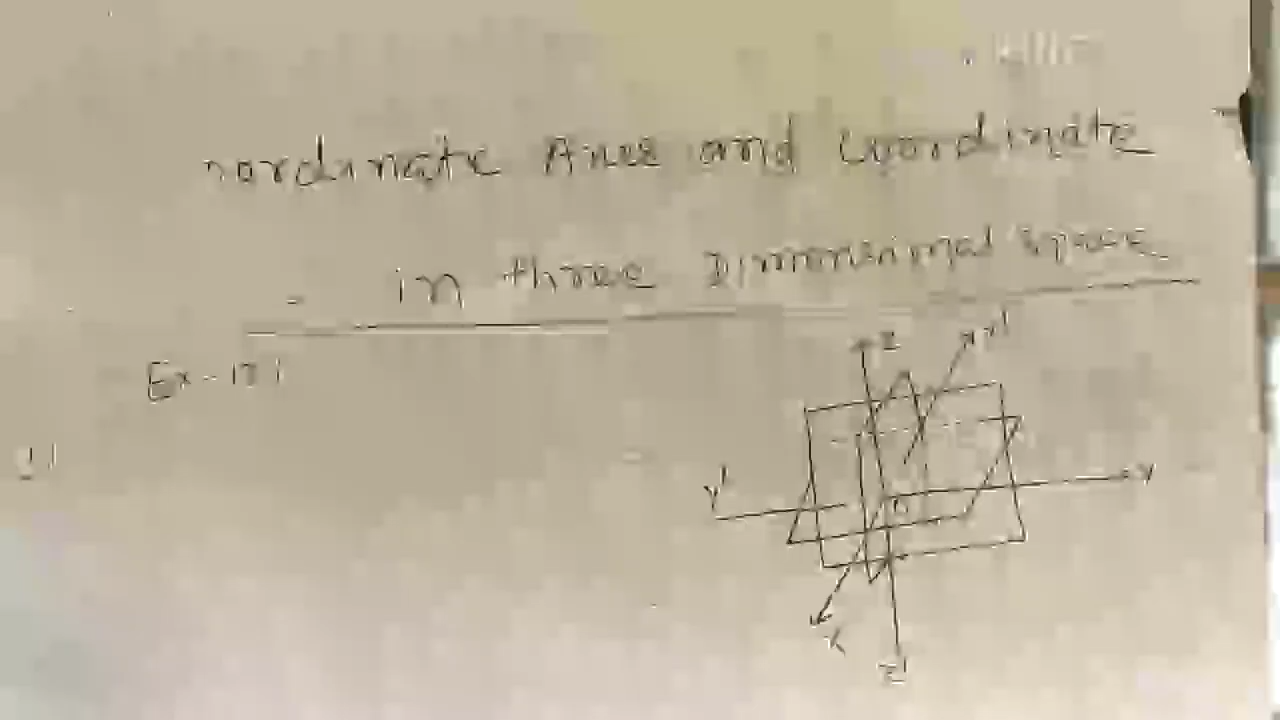 oordinate Axes and Coordinate
in three Dimensional space
Ex-12.1
Z
X'
Y'
Y
O
X
Z'